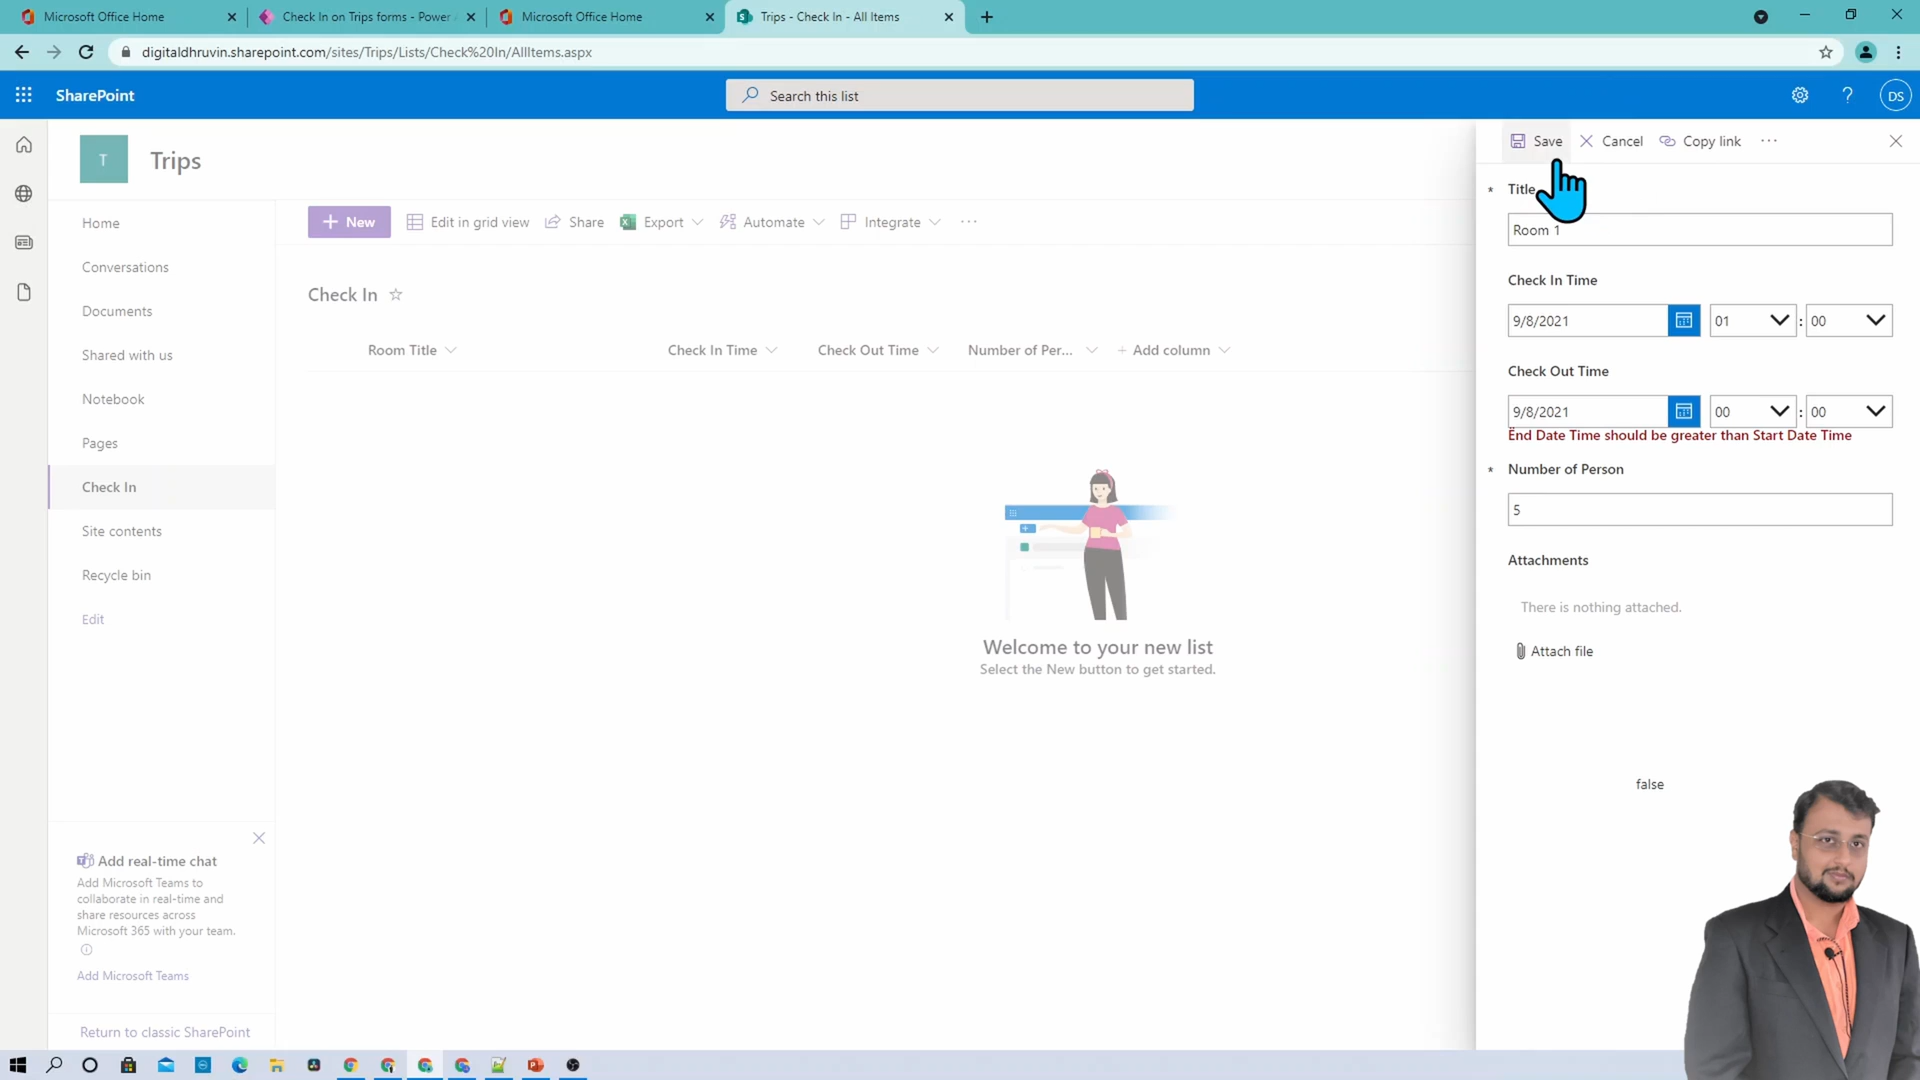 Microsoft Office Home
Check In on Trips forms - Power A
Microsoft Office Home
Trips - Check In - All Items
digitaldhruvin.sharepoint.com/sites/Trips/Lists/Check%20In/AllItems.aspx
SharePoint
Search this list
DS
T
Trips
Save
Cancel
Copy link
Home
Conversations
Documents
Shared with us
Notebook
Pages
Check In
Site contents
Recycle bin
Edit
New
Edit in grid view
Share
Export
Automate
Integrate
Check In
Room Title
Check In Time
Check Out Time
Number of Per...
+ Add column
Welcome to your new list
Select the New button to get started.
* Title
Room 1
Check In Time
9/8/2021
01 : 00
Check Out Time
9/8/2021
00 : 00
End Date Time should be greater than Start Date Time
* Number of Person
5
Attachments
There is nothing attached.
Attach file
false
Add real-time chat
Add Microsoft Teams to
collaborate in real-time and
share resources across
Microsoft 365 with your team.
Add Microsoft Teams
Return to classic SharePoint